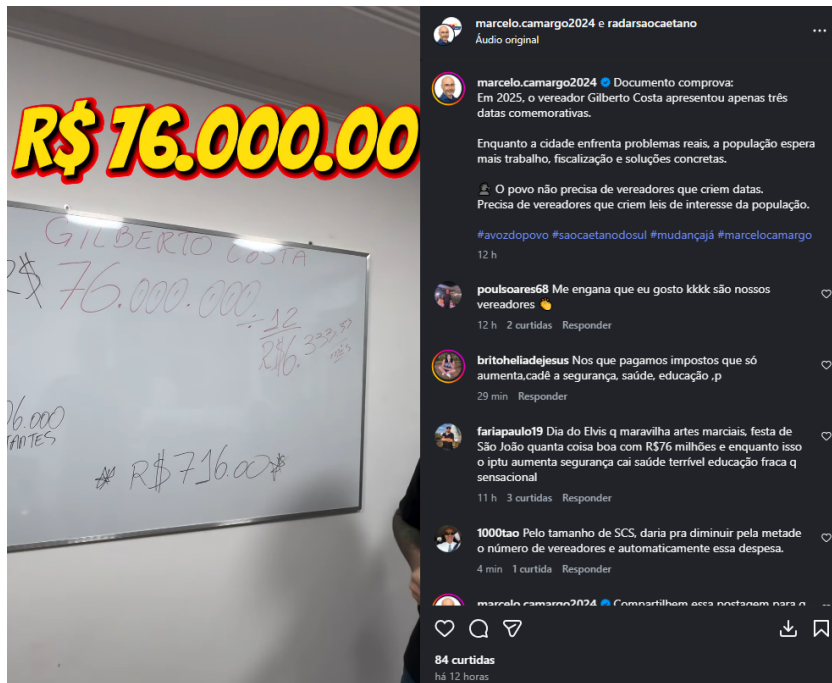 R$ 76.000.00
GILBERTO COSTA
R$ 76.000.000
÷ 12
R$6.333.33
mês
06.000
TANTES
R$716.00
marcelo.camargo2024 e radarsaocaetano
Áudio original
marcelo.camargo2024 Documento comprova:
Em 2025, o vereador Gilberto Costa apresentou apenas três
datas comemorativas.
Enquanto a cidade enfrenta problemas reais, a população espera
mais trabalho, fiscalização e soluções concretas.
O povo não precisa de vereadores que criem datas.
Precisa de vereadores que criem leis de interesse da população.
#avozdopovo #saocaetanodosul #mudançajá #marcelocamargo
12 h
poulsoares68 Me engana que eu gosto kkkk são nossos
vereadores 👏
12 h 2 curtidas Responder
britoheliadejesus Nos que pagamos impostos que só
aumenta,cadê a segurança, saúde, educação ,p
29 min Responder
fariapaulo19 Dia do Elvis q maravilha artes marciais, festa de
São João quanta coisa boa com R$76 milhões e enquanto isso
o iptu aumenta segurança cai saúde terrível educação fraca q
sensacional
11 h 3 curtidas Responder
1000tao Pelo tamanho de SCS, daria pra diminuir pela metade
o número de vereadores e automaticamente essa despesa.
4 min 1 curtida Responder
marcelo.camargo2024 Compartilhem essa postagem para q
84 curtidas
há 12 horas